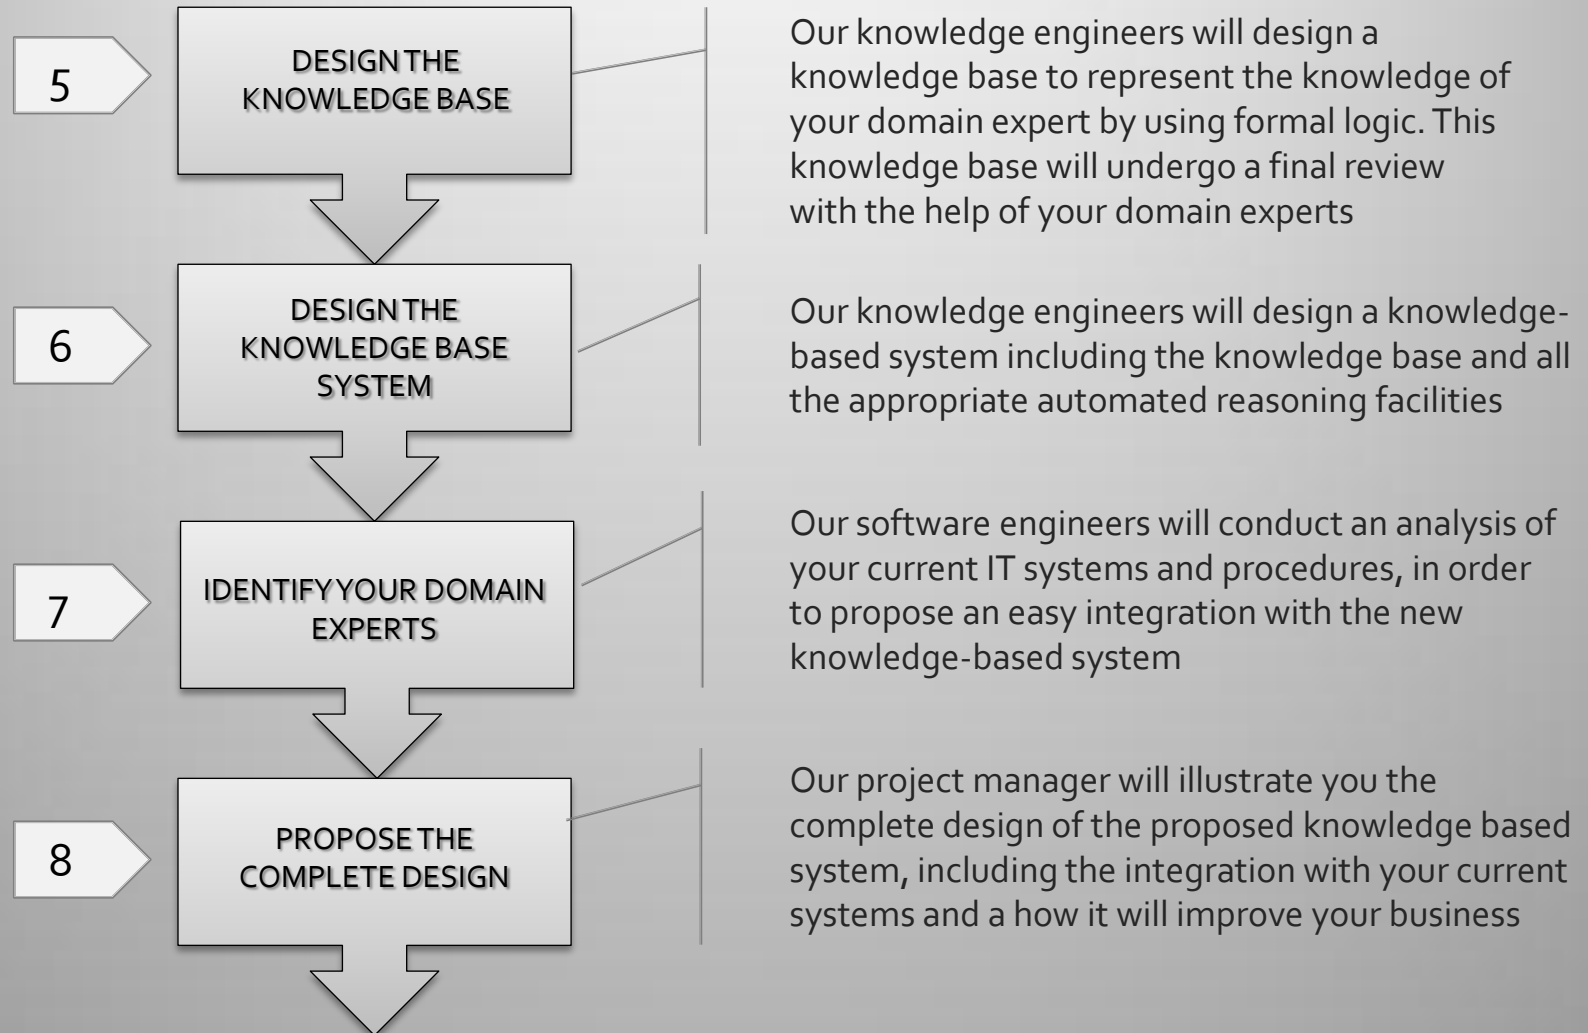 5
DESIGN THE
KNOWLEDGE BASE
Our knowledge engineers will design a
knowledge base to represent the knowledge of
your domain expert by using formal logic. This
knowledge base will undergo a final review
with the help of your domain experts
6
DESIGN THE
KNOWLEDGE BASE
SYSTEM
Our knowledge engineers will design a knowledge-
based system including the knowledge base and all
the appropriate automated reasoning facilities
7
IDENTIFY YOUR DOMAIN
EXPERTS
Our software engineers will conduct an analysis of
your current IT systems and procedures, in order
to propose an easy integration with the new
knowledge-based system
8
PROPOSE THE
COMPLETE DESIGN
Our project manager will illustrate you the
complete design of the proposed knowledge based
system, including the integration with your current
systems and a how it will improve your business